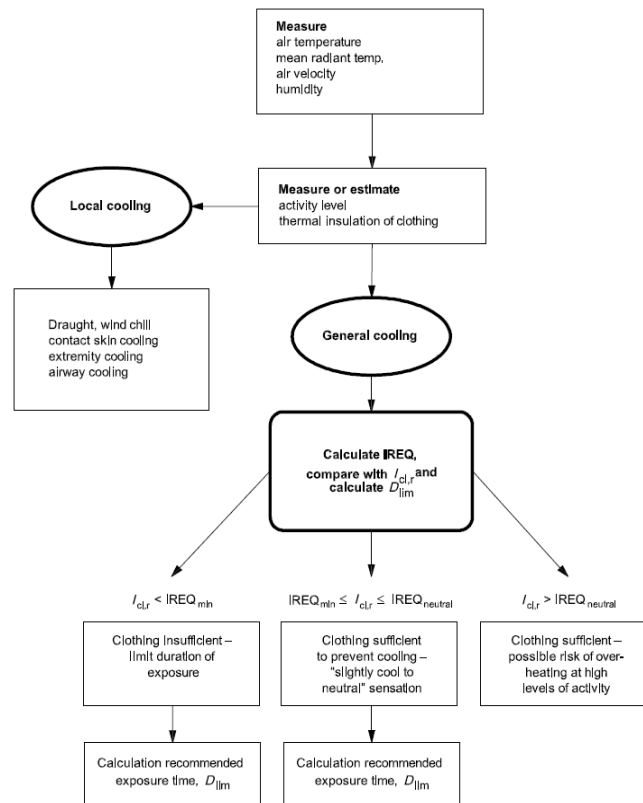 Measure
air temperature
mean radiant temp.
air velocity
humidity
Measure or estimate
activity level
thermal insulation of clothing
Local cooling
Draught, wind chill
contact skin cooling
extremity cooling
airway cooling
General cooling
Calculate IREQ,
compare with Icl,r and
calculate Dlim
Icl,r < IREQmin
IREQmin ≤ Icl,r ≤ IREQneutral
Icl,r > IREQneutral
Clothing insufficient –
limit duration of
exposure
Clothing sufficient
to prevent cooling –
"slightly cool to
neutral" sensation
Clothing sufficient –
possible risk of over-
heating at high
levels of activity
Calculation recommended
exposure time, Dlim
Calculation recommended
exposure time, Dlim